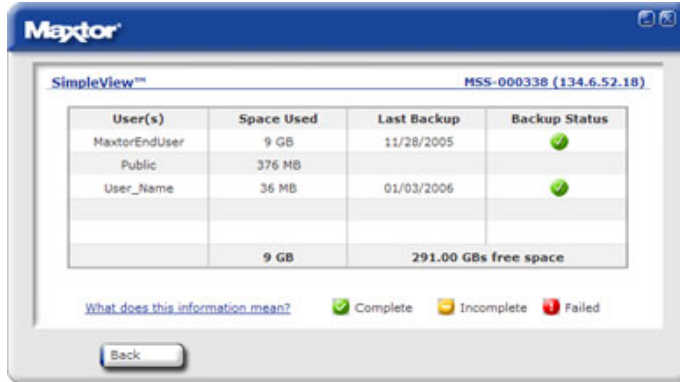 Maxtor
SimpleView™ MSS-000338 (134.6.52.18)
User(s) Space Used Last Backup Backup Status
MaxtorEndUser 9 GB 11/28/2005
Public 376 MB
User_Name 36 MB 01/03/2006
9 GB 291.00 GBs free space
What does this information mean? Complete Incomplete Failed
Back